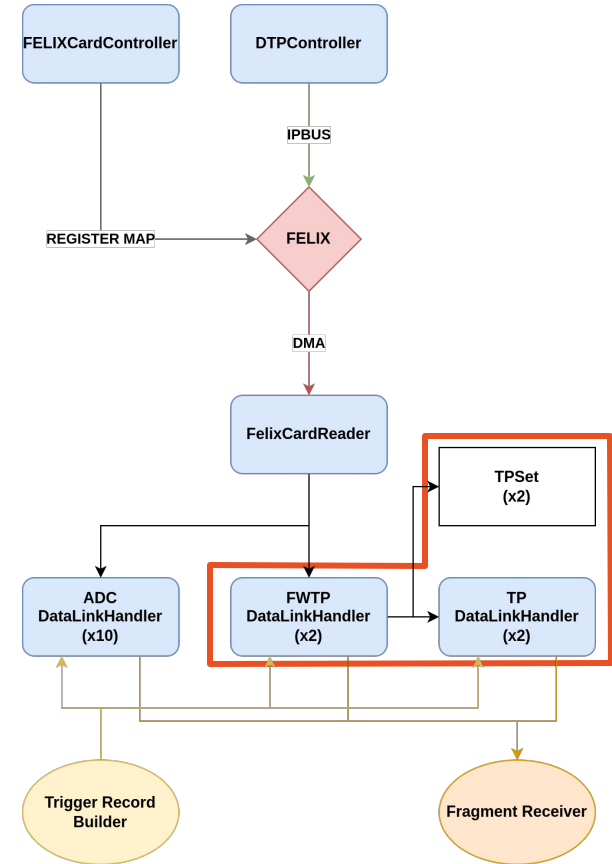 FELIXCardController
DTPController
IPBUS
REGISTER MAP
FELIX
DMA
FelixCardReader
TPSet
(x2)
ADC
DataLinkHandler
(x10)
FWTP
DataLinkHandler
(x2)
TP
DataLinkHandler
(x2)
Trigger Record
Builder
Fragment Receiver